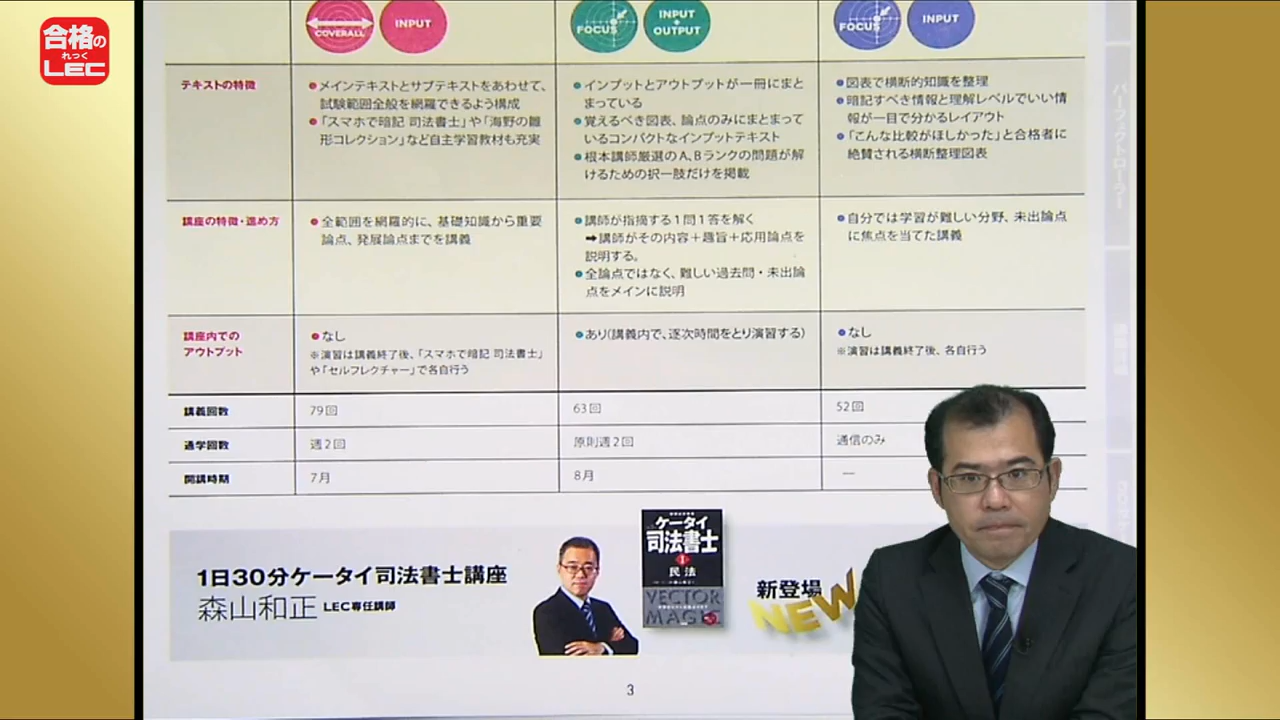 合格の
れっく
LEC
COVERALL
INPUT
FOCUS
INPUT
+
OUTPUT
FOCUS
INPUT
テキストの特徴
●メインテキストとサブテキストをあわせて、
試験範囲全般を網羅できるよう構成
●「スマホで暗記 司法書士」や「海野の雛
形コレクション」など自主学習教材も充実
●インプットとアウトプットが一冊にまと
まっている
●覚えるべき図表、論点のみにまとまって
いるコンパクトなインプットテキスト
●根本講師厳選のA、Bランクの問題が解
けるための択一肢だけを掲載
●図表で横断的知識を整理
●暗記すべき情報と理解レベルでいい情
報が一目で分かるレイアウト
●「こんな比較がほしかった」と合格者に
絶賛される横断整理図表
講座の特徴・進め方
●全範囲を網羅的に、基礎知識から重要
論点、発展論点までを講義
●講師が指摘する1問1答を解く
➡講師がその内容+趣旨+応用論点を
説明する。
●全論点ではなく、難しい過去問・未出論
点をメインに説明
●自分では学習が難しい分野、未出論点
に焦点を当てた講義
講座内での
アウトプット
●なし
※演習は講義終了後、「スマホで暗記 司法書士」
や「セルフレクチャー」で各自行う
●あり(講義内で、逐次時間をとり演習する)
●なし
※演習は講義終了後、各自行う
講義回数
79回
63回
52回
通学回数
週2回
原則週2回
通信のみ
開講時期
7月
8月
—
1日30分ケータイ司法書士講座
森山和正 LEC専任講師
ケータイ
司法書士
I
民法
VECTOR
MAGIC
新登場
NEW
3
パーフェクトローラー